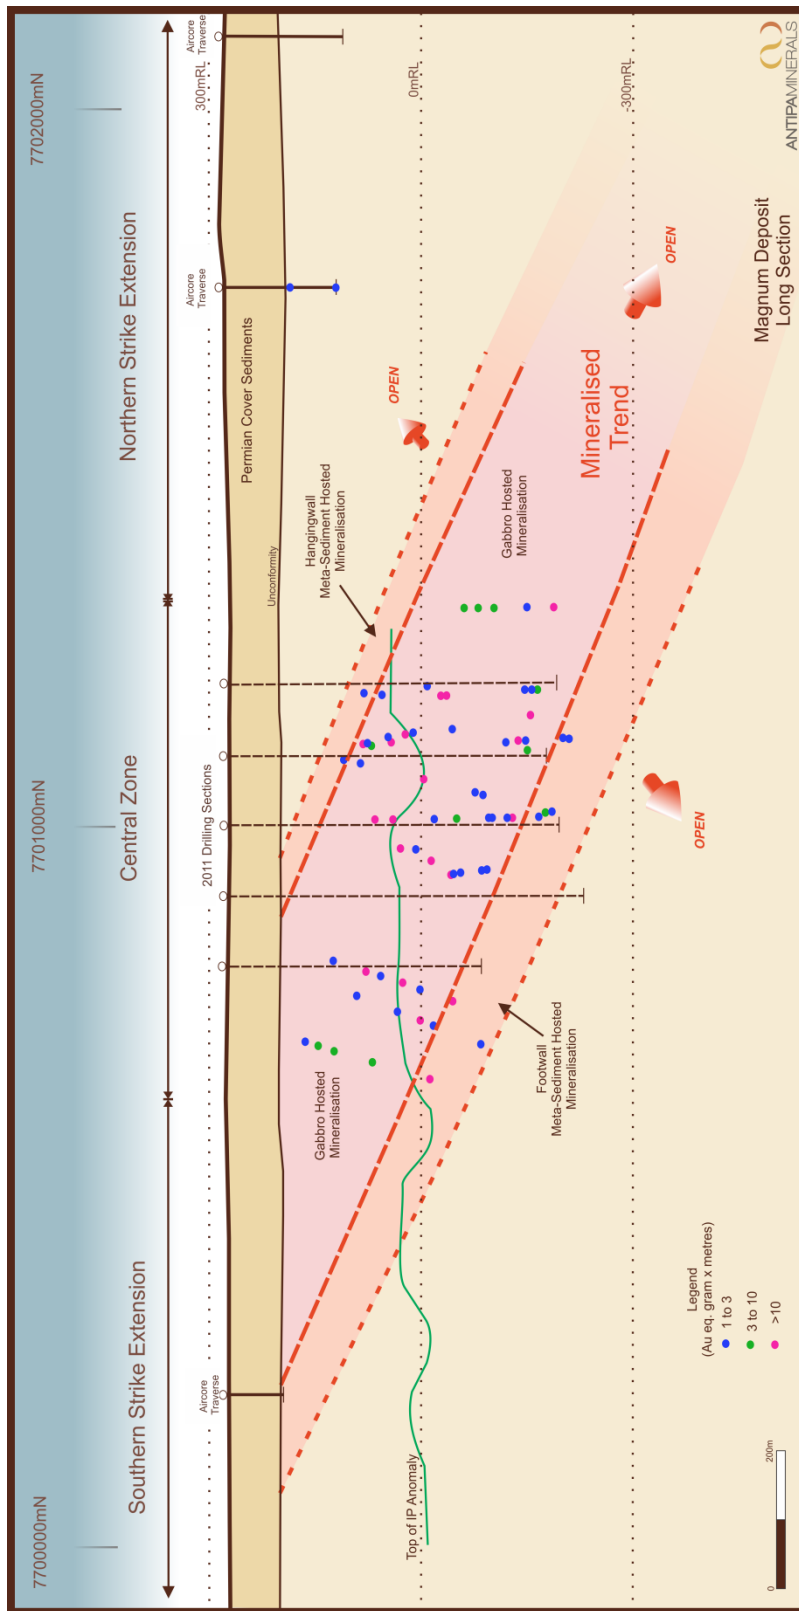 7700000mN
7701000mN
7702000mN
Southern Strike Extension
Central Zone
Northern Strike Extension
Aircore
Traverse
2011 Drilling Sections
Aircore
Traverse
Aircore
Traverse
300mRL
Permian Cover Sediments
Unconformity
Gabbro Hosted
Mineralisation
Hangingwall
Meta-Sediment Hosted
Mineralisation
OPEN
0mRL
Top of IP Anomaly
Gabbro Hosted
Mineralisation
Footwall
Meta-Sediment Hosted
Mineralisation
Mineralised
Trend
OPEN
-300mRL
OPEN
Legend
(Au eq. gram x metres)
1 to 3
3 to 10
>10
0
200m
Magnum Deposit
Long Section
ANTIPAMINERALS